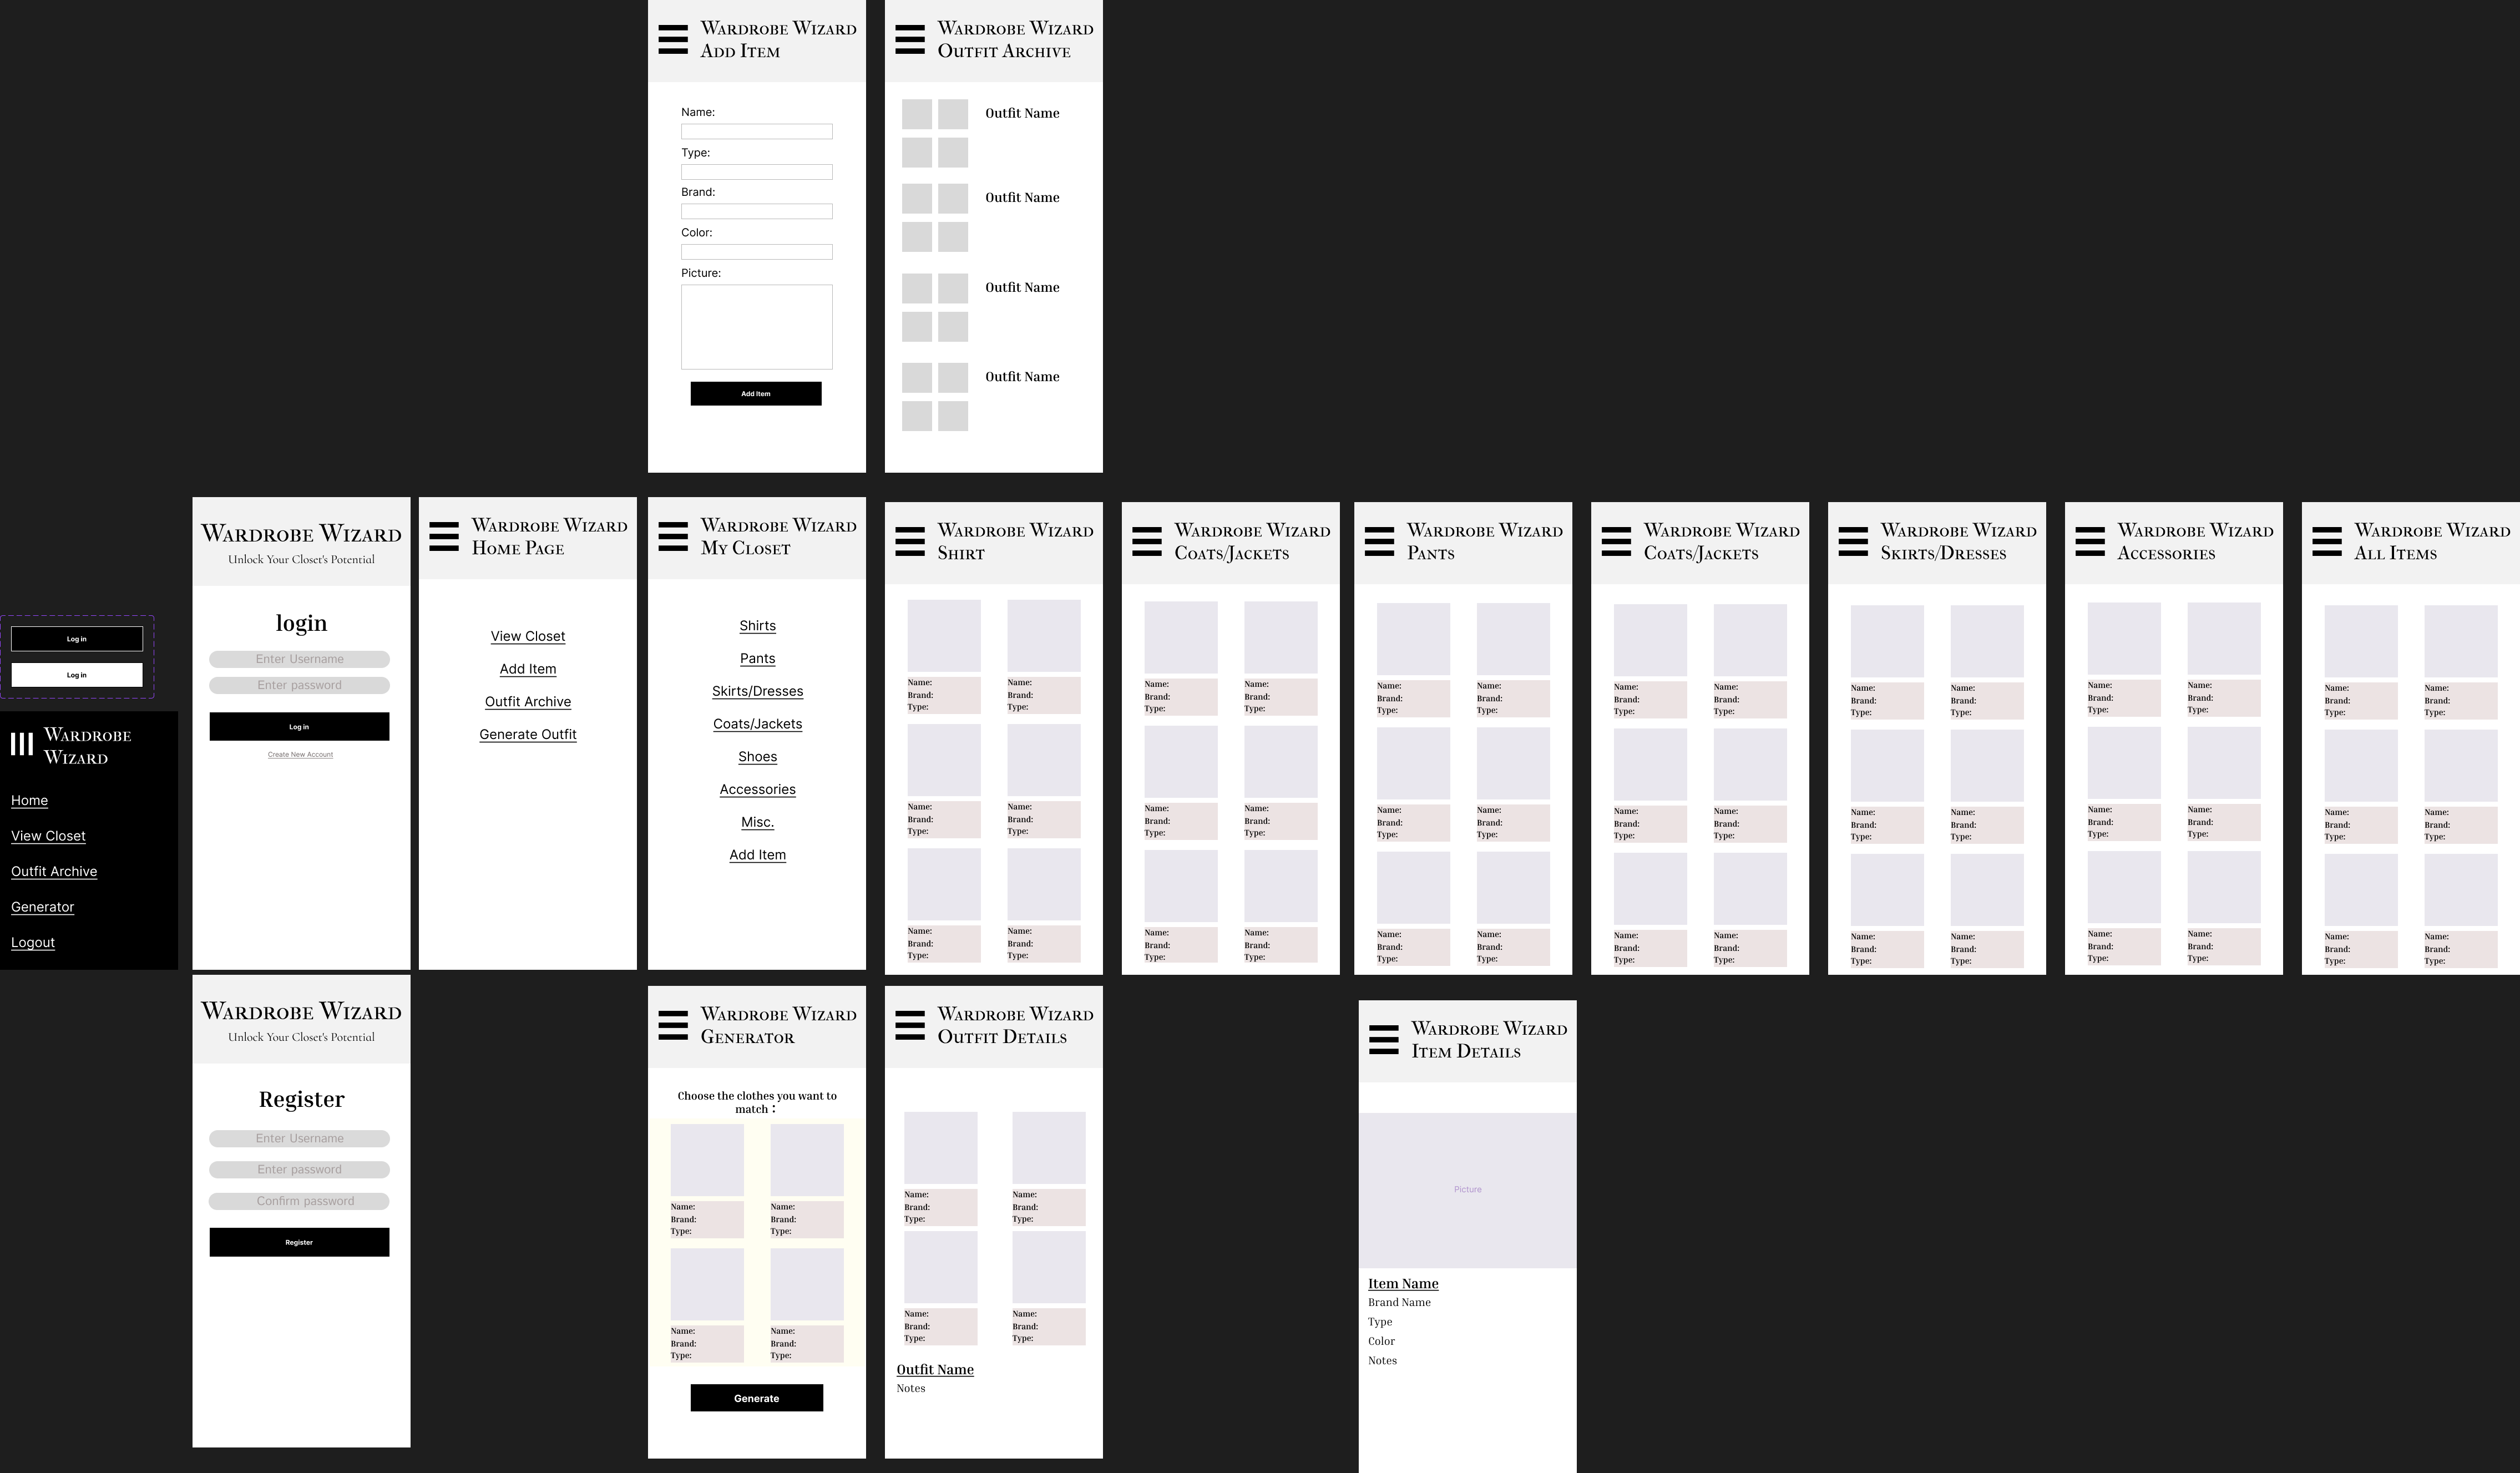 Wardrobe Wizard
Add Item
Name:
Type:
Brand:
Color:
Picture:
Add Item
Wardrobe Wizard
Outfit Archive
Outfit Name
Outfit Name
Outfit Name
Outfit Name
Log in
Log in
Wardrobe
Wizard
Home
View Closet
Outfit Archive
Generator
Logout
Wardrobe Wizard
Unlock Your Closet's Potential
login
Enter Username
Enter password
Log in
Create New Account
Wardrobe Wizard
Home Page
View Closet
Add Item
Outfit Archive
Generate Outfit
Wardrobe Wizard
My Closet
Shirts
Pants
Skirts/Dresses
Coats/Jackets
Shoes
Accessories
Misc.
Add Item
Wardrobe Wizard
Shirt
Name: Name:
Brand: Brand:
Type: Type:
Name: Name:
Brand: Brand:
Type: Type:
Name: Name:
Brand: Brand:
Type: Type:
Wardrobe Wizard
Coats/Jackets
Name: Name:
Brand: Brand:
Type: Type:
Name: Name:
Brand: Brand:
Type: Type:
Name: Name:
Brand: Brand:
Type: Type:
Wardrobe Wizard
Pants
Name: Name:
Brand: Brand:
Type: Type:
Name: Name:
Brand: Brand:
Type: Type:
Name: Name:
Brand: Brand:
Type: Type:
Wardrobe Wizard
Coats/Jackets
Name: Name:
Brand: Brand:
Type: Type:
Name: Name:
Brand: Brand:
Type: Type:
Name: Name:
Brand: Brand:
Type: Type:
Wardrobe Wizard
Skirts/Dresses
Name: Name:
Brand: Brand:
Type: Type:
Name: Name:
Brand: Brand:
Type: Type:
Name: Name:
Brand: Brand:
Type: Type:
Wardrobe Wizard
Accessories
Name: Name:
Brand: Brand:
Type: Type:
Name: Name:
Brand: Brand:
Type: Type:
Name: Name:
Brand: Brand:
Type: Type:
Wardrobe Wizard
All Items
Name: Name:
Brand: Brand:
Type: Type:
Name: Name:
Brand: Brand:
Type: Type:
Name: Name:
Brand: Brand:
Type: Type:
Wardrobe Wizard
Unlock Your Closet's Potential
Register
Enter Username
Enter password
Confirm password
Register
Wardrobe Wizard
Generator
Choose the clothes you want to
match：
Name: Name:
Brand: Brand:
Type: Type:
Name: Name:
Brand: Brand:
Type: Type:
Generate
Wardrobe Wizard
Outfit Details
Name: Name:
Brand: Brand:
Type: Type:
Name: Name:
Brand: Brand:
Type: Type:
Outfit Name
Notes
Wardrobe Wizard
Item Details
Picture
Item Name
Brand Name
Type
Color
Notes